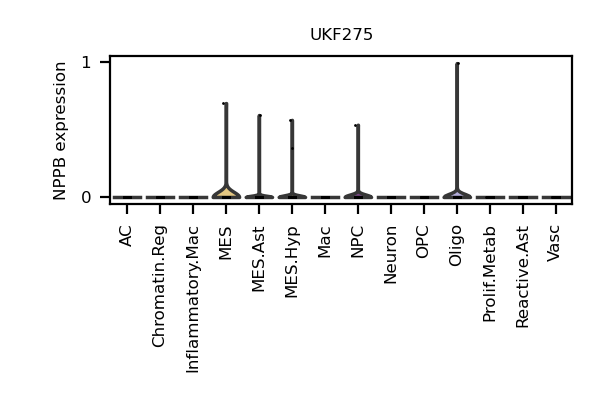 UKF275
NPPB expression
1
0
AC
Chromatin.Reg
Inflammatory.Mac
MES
MES.Ast
MES.Hyp
Mac
NPC
Neuron
OPC
Oligo
Prolif.Metab
Reactive.Ast
Vasc